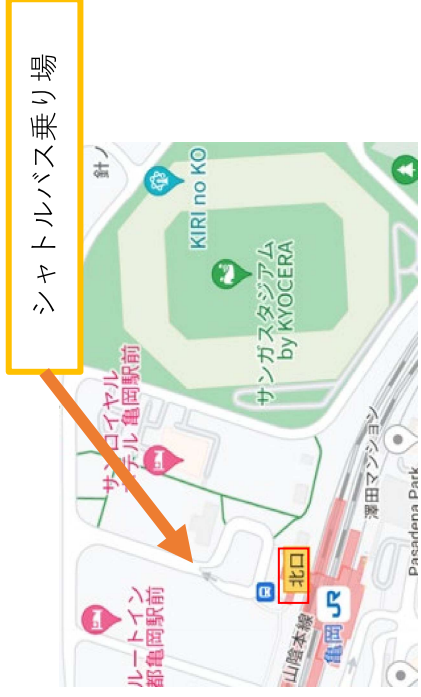 シャトルバス乗り場
針ノ
KIRI no KO
サンガスタジアム
by KYOCERA
サンロイヤル
ホテル 亀岡駅前
ルートイン
都亀岡駅前
北口
山陰本線
亀岡
JR
澤田マンション
Pasadena Park